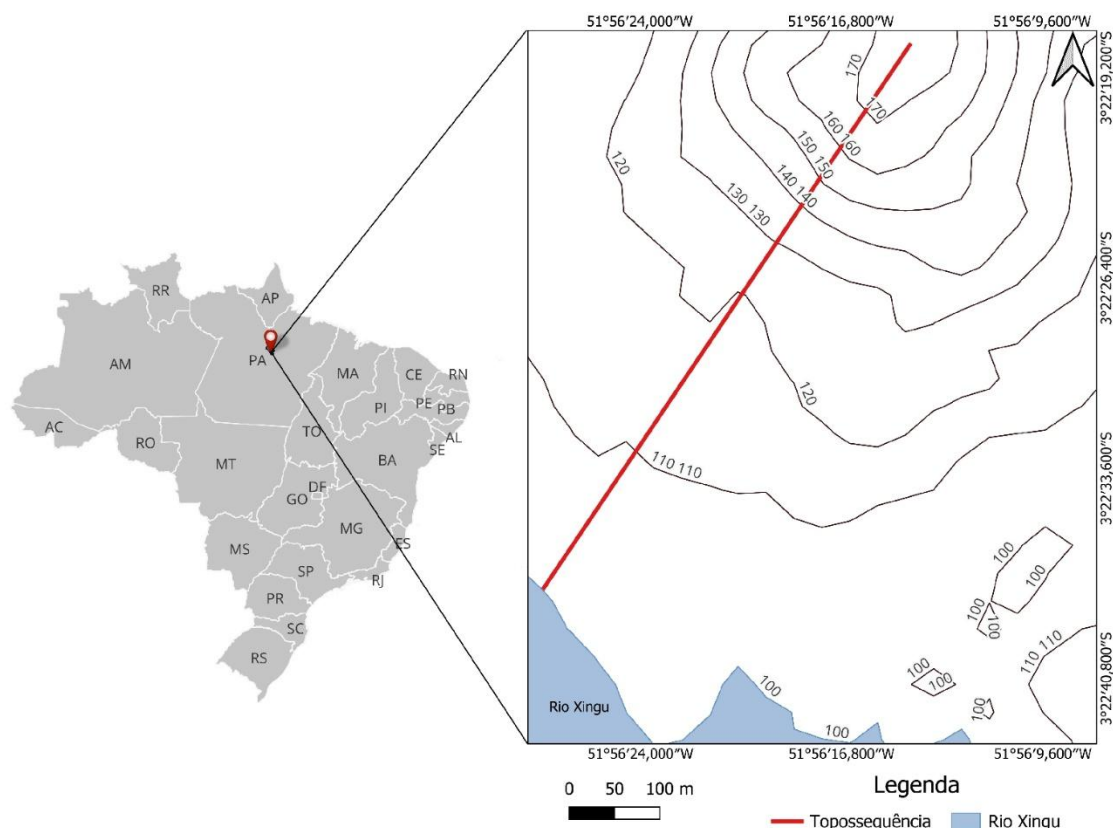 51°56'24,000"W 51°56'16,800"W 51°56'9,600"W
3°22'19,200"S
3°22'26,400"S
3°22'33,600"S
3°22'40,800"S
170
170
160 160
150 150
140 140
130 130
120
120
110 110
100
100
100
100
110 110
100
100
100
100
100
Rio Xingu
51°56'24,000"W 51°56'16,800"W 51°56'9,600"W
RR
AP
AM
PA
MA
CE
RN
PI
PE
PB
AL
SE
AC
RO
TO
BA
MT
DF
GO
MG
ES
MS
SP
RJ
PR
SC
RS
0 50 100 m
Legenda
Topossequência
Rio Xingu